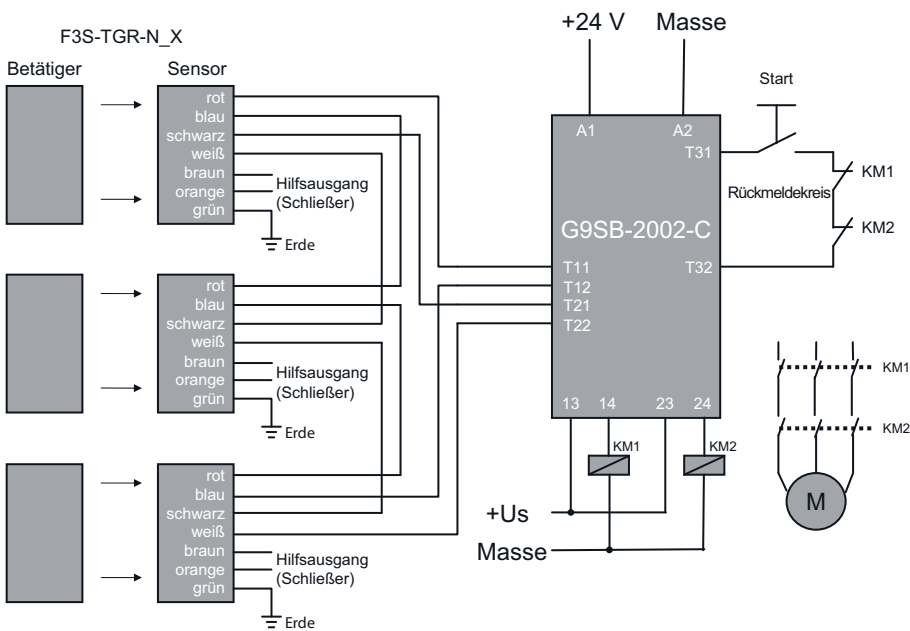 F3S-TGR-N_X
Betätiger
Sensor
rot
blau
schwarz
weiß
braun
orange
grün
Hilfsausgang
(Schließer)
Erde
rot
blau
schwarz
weiß
braun
orange
grün
Hilfsausgang
(Schließer)
Erde
rot
blau
schwarz
weiß
braun
orange
grün
Hilfsausgang
(Schließer)
Erde
+24 V
Masse
A1
A2
T31
G9SB-2002-C
T11
T12
T21
T22
T32
13
14
23
24
Start
KM1
Rückmeldekreis
KM2
KM1
KM2
+Us
Masse
KM1
KM2
M